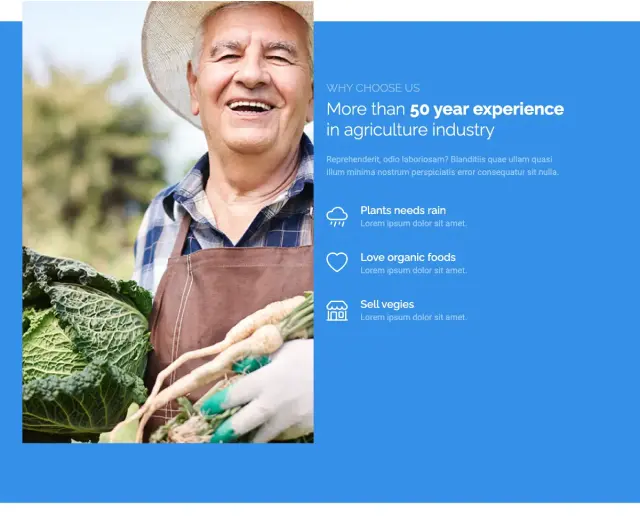 WHY CHOOSE US
More than 50 year experience
in agriculture industry
Reprehenderit, odio laboriosam? Blanditiis quae ullam quasi
illum minima nostrum perspiciatis error consequatur sit nulla.
Plants needs rain
Lorem ipsum dolor sit amet.
Love organic foods
Lorem ipsum dolor sit amet.
Sell vegies
Lorem ipsum dolor sit amet.